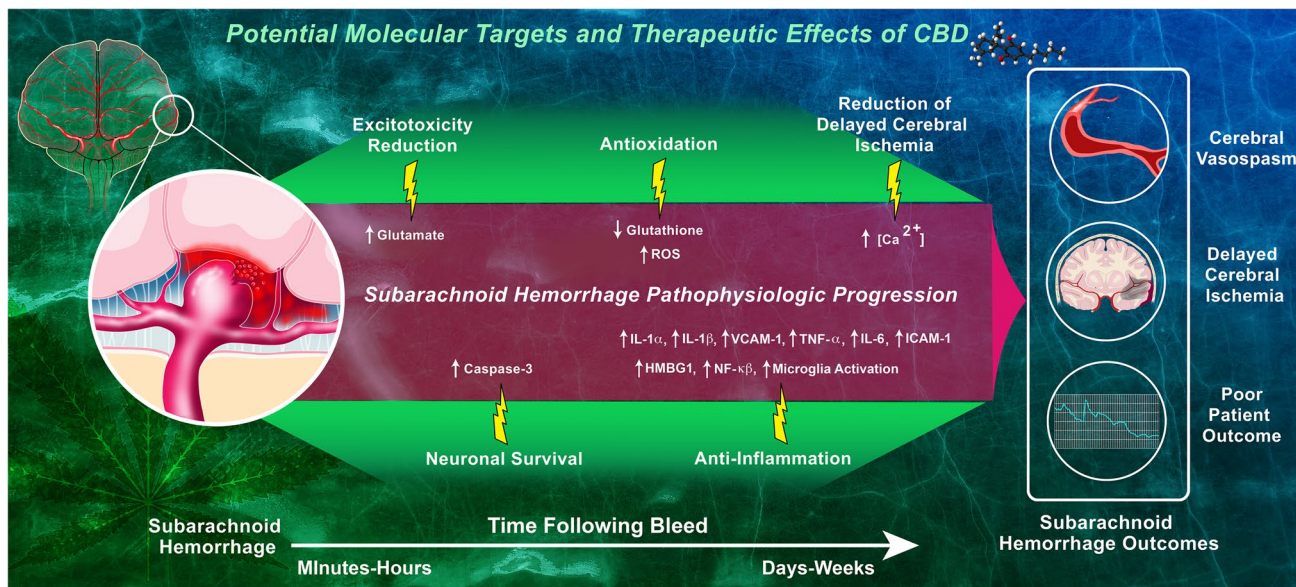 Potential Molecular Targets and Therapeutic Effects of CBD
Excitotoxicity
Reduction
Antioxidation
Reduction of
Delayed Cerebral
Ischemia
↑ Glutamate
↓ Glutathione
↑ ROS
↑ [Ca 2+]
Subarachnoid Hemorrhage Pathophysiologic Progression
↑IL-1α, ↑IL-1β, ↑VCAM-1, ↑TNF-α, ↑IL-6, ↑ICAM-1
↑HMBG1, ↑NF-κβ, ↑Microglia Activation
↑ Caspase-3
Neuronal Survival
Anti-Inflammation
Cerebral
Vasospasm
Delayed
Cerebral
Ischemia
Poor
Patient
Outcome
Subarachnoid
Hemorrhage
Time Following Bleed
MInutes-Hours
Days-Weeks
Subarachnoid
Hemorrhage Outcomes